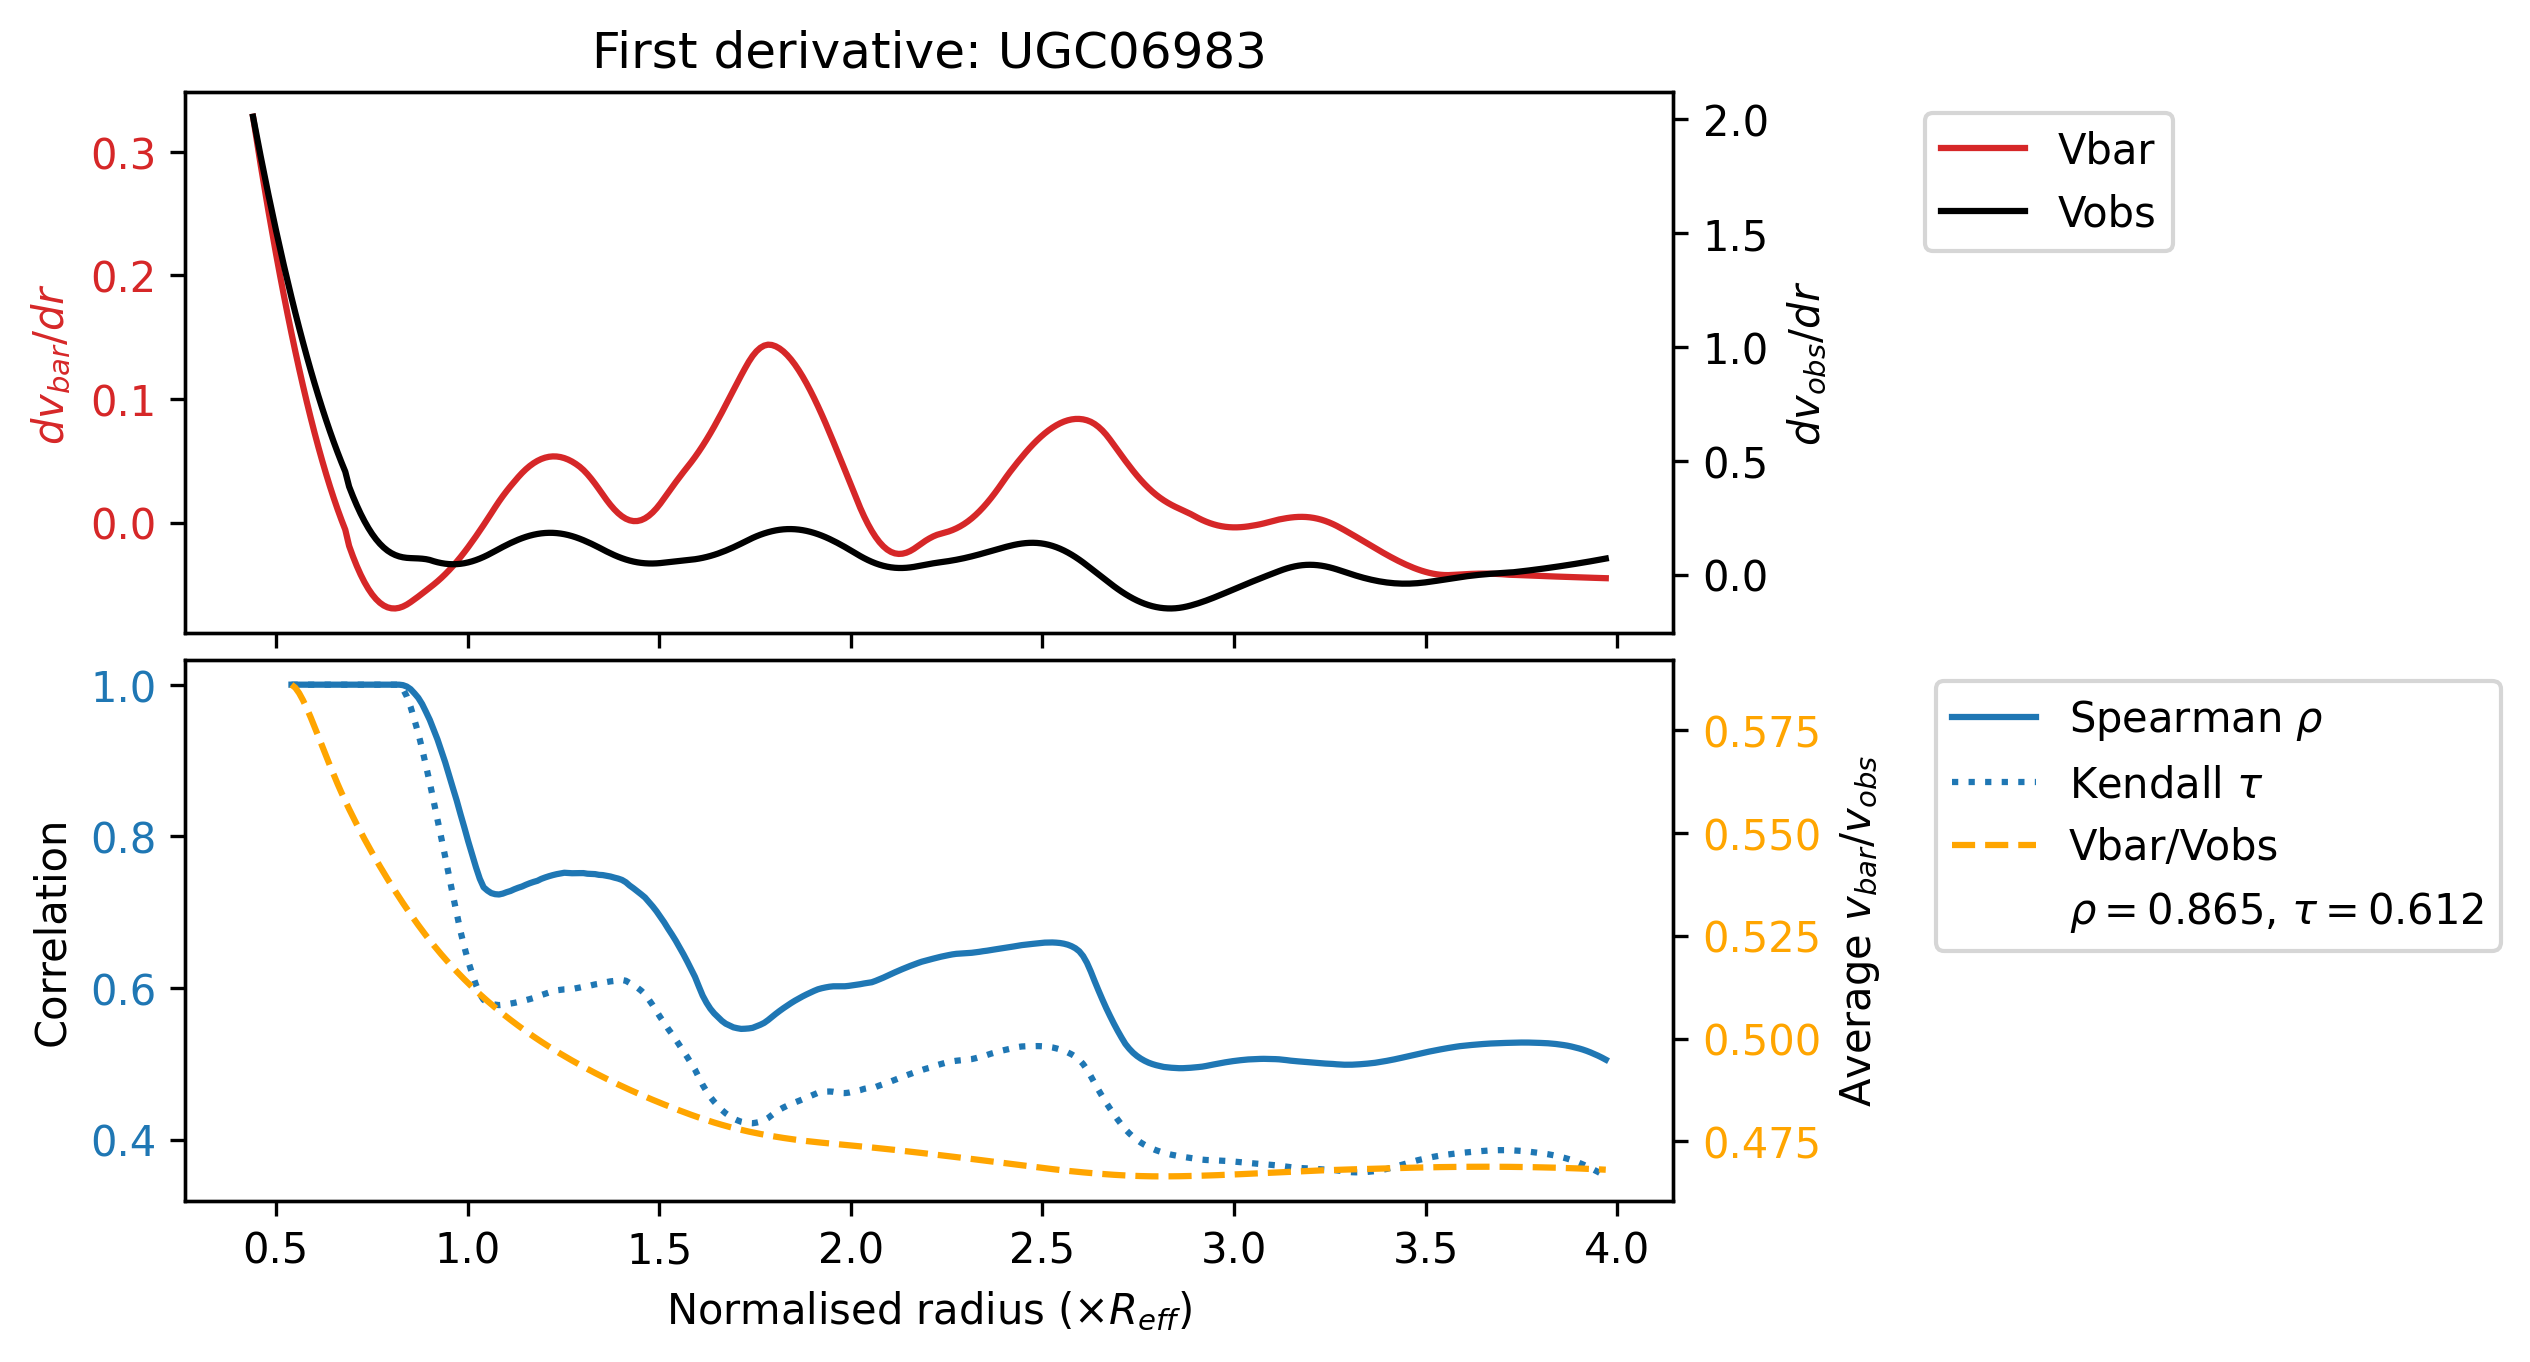 First derivative: UGC06983
0.3
0.2
0.1
0.0
dv_bar/dr
2.0
1.5
1.0
0.5
0.0
dv_obs/dr
Vbar
Vobs
1.0
0.8
0.6
0.4
Correlation
0.575
0.550
0.525
0.500
0.475
Average v_bar/v_obs
Spearman ρ
Kendall τ
Vbar/Vobs
ρ = 0.865, τ = 0.612
0.5 1.0 1.5 2.0 2.5 3.0 3.5 4.0
Normalised radius (×R_eff)